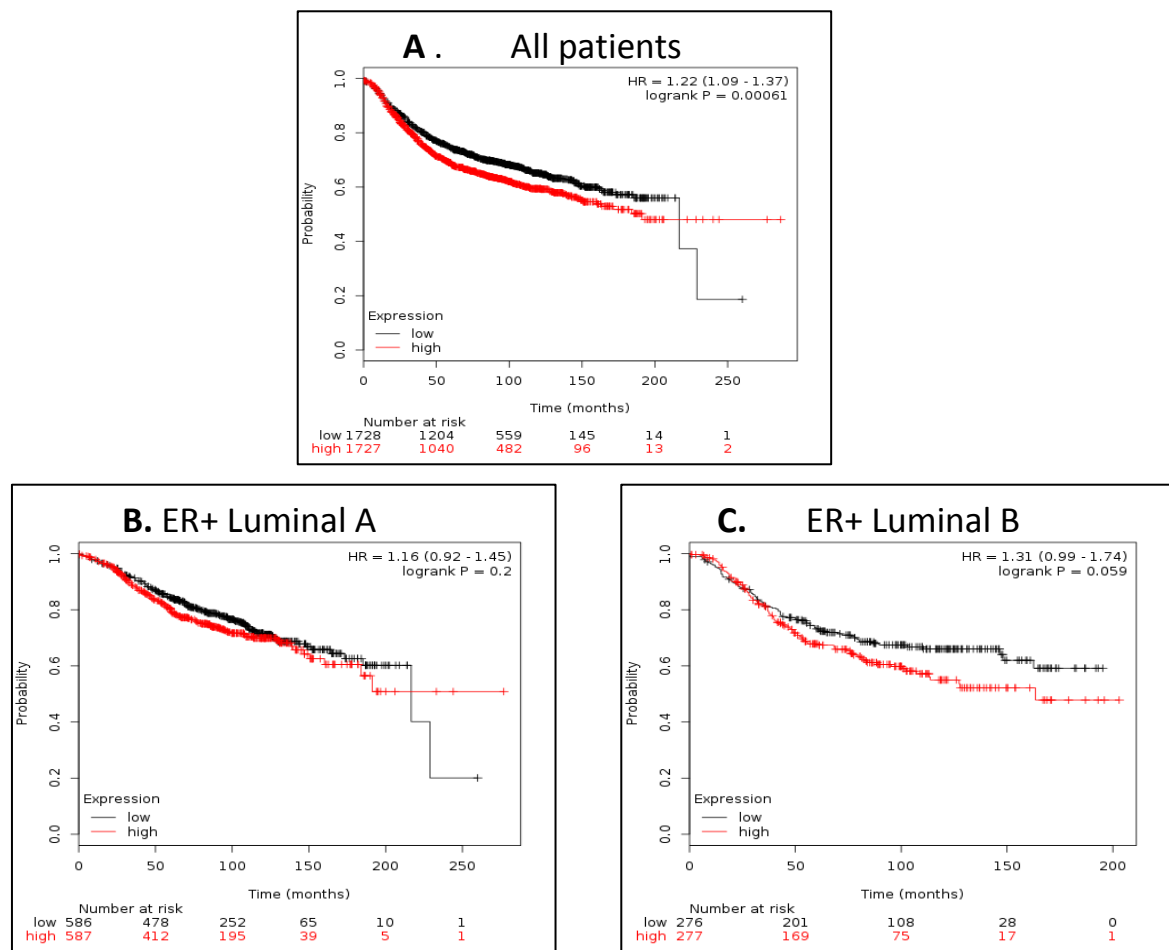 A . All patients
HR = 1.22 (1.09 - 1.37)
logrank P = 0.00061
Probability
1.0
0.8
0.6
0.4
0.2
0.0
Expression
low
high
0 50 100 150 200 250
Time (months)
Number at risk
low 1728 1204 559 145 14 1
high 1727 1040 482 96 13 2
B. ER+ Luminal A
HR = 1.16 (0.92 - 1.45)
logrank P = 0.2
Probability
1.0
0.8
0.6
0.4
0.2
0.0
Expression
low
high
0 50 100 150 200 250
Time (months)
Number at risk
low 586 478 252 65 10 1
high 587 412 195 39 5 1
C. ER+ Luminal B
HR = 1.31 (0.99 - 1.74)
logrank P = 0.059
Probability
1.0
0.8
0.6
0.4
0.2
0.0
Expression
low
high
0 50 100 150 200
Time (months)
Number at risk
low 276 201 108 28 0
high 277 169 75 17 1